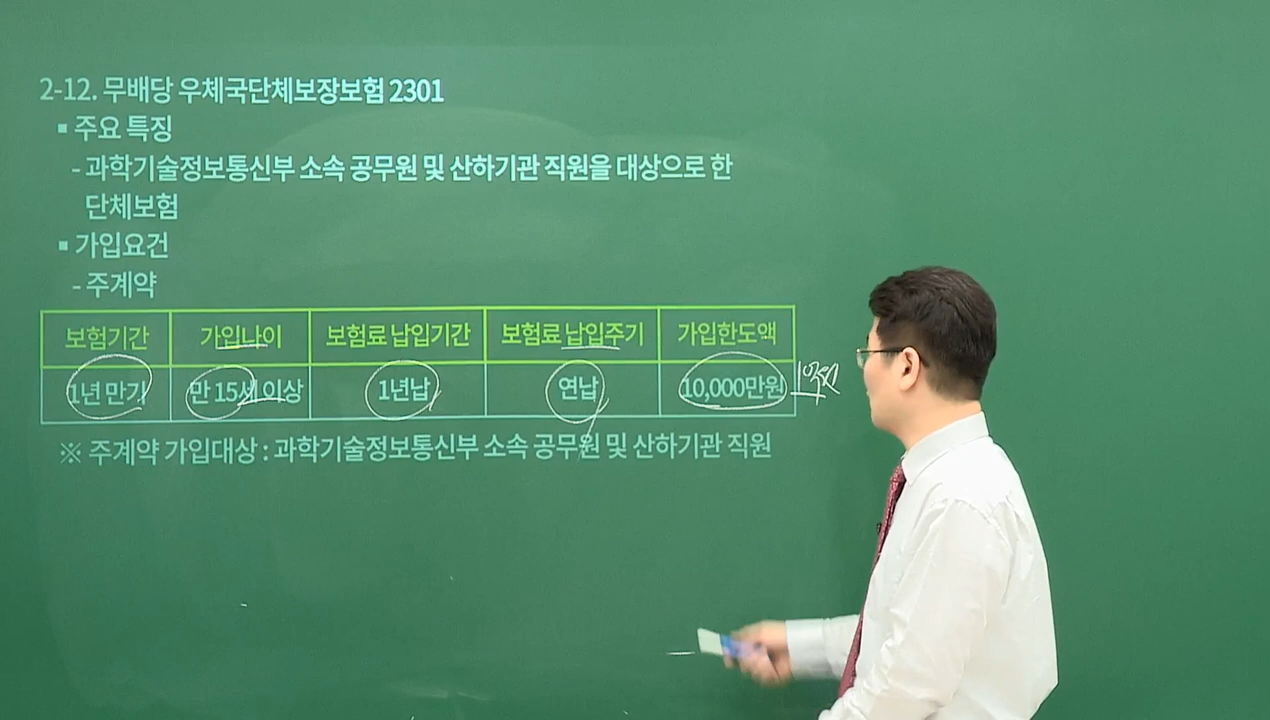 2-12. 무배당 우체국단체보장보험 2301
▪ 주요 특징
- 과학기술정보통신부 소속 공무원 및 산하기관 직원을 대상으로 한
단체보험
▪ 가입요건
- 주계약
보험기간 가입나이 보험료 납입기간 보험료 납입주기 가입한도액
1년 만기 만 15세 이상 1년납 연납 10,000만원 1억원
※ 주계약 가입대상 : 과학기술정보통신부 소속 공무원 및 산하기관 직원